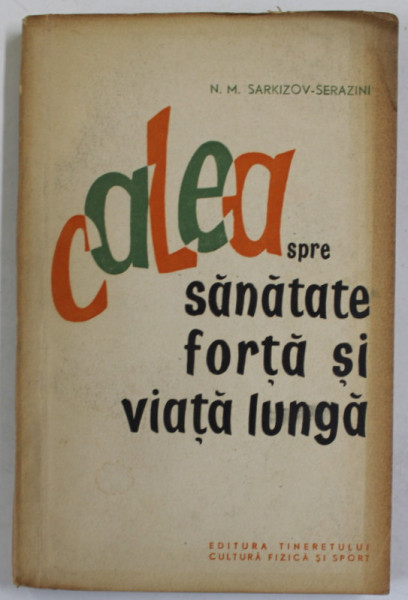 N. M. SARKIZOV-SERAZINI
caLea
spre
sănătate
forță și
viață lungă
EDITURA TINERETULUI
CULTURĂ FIZICĂ ȘI SPORT